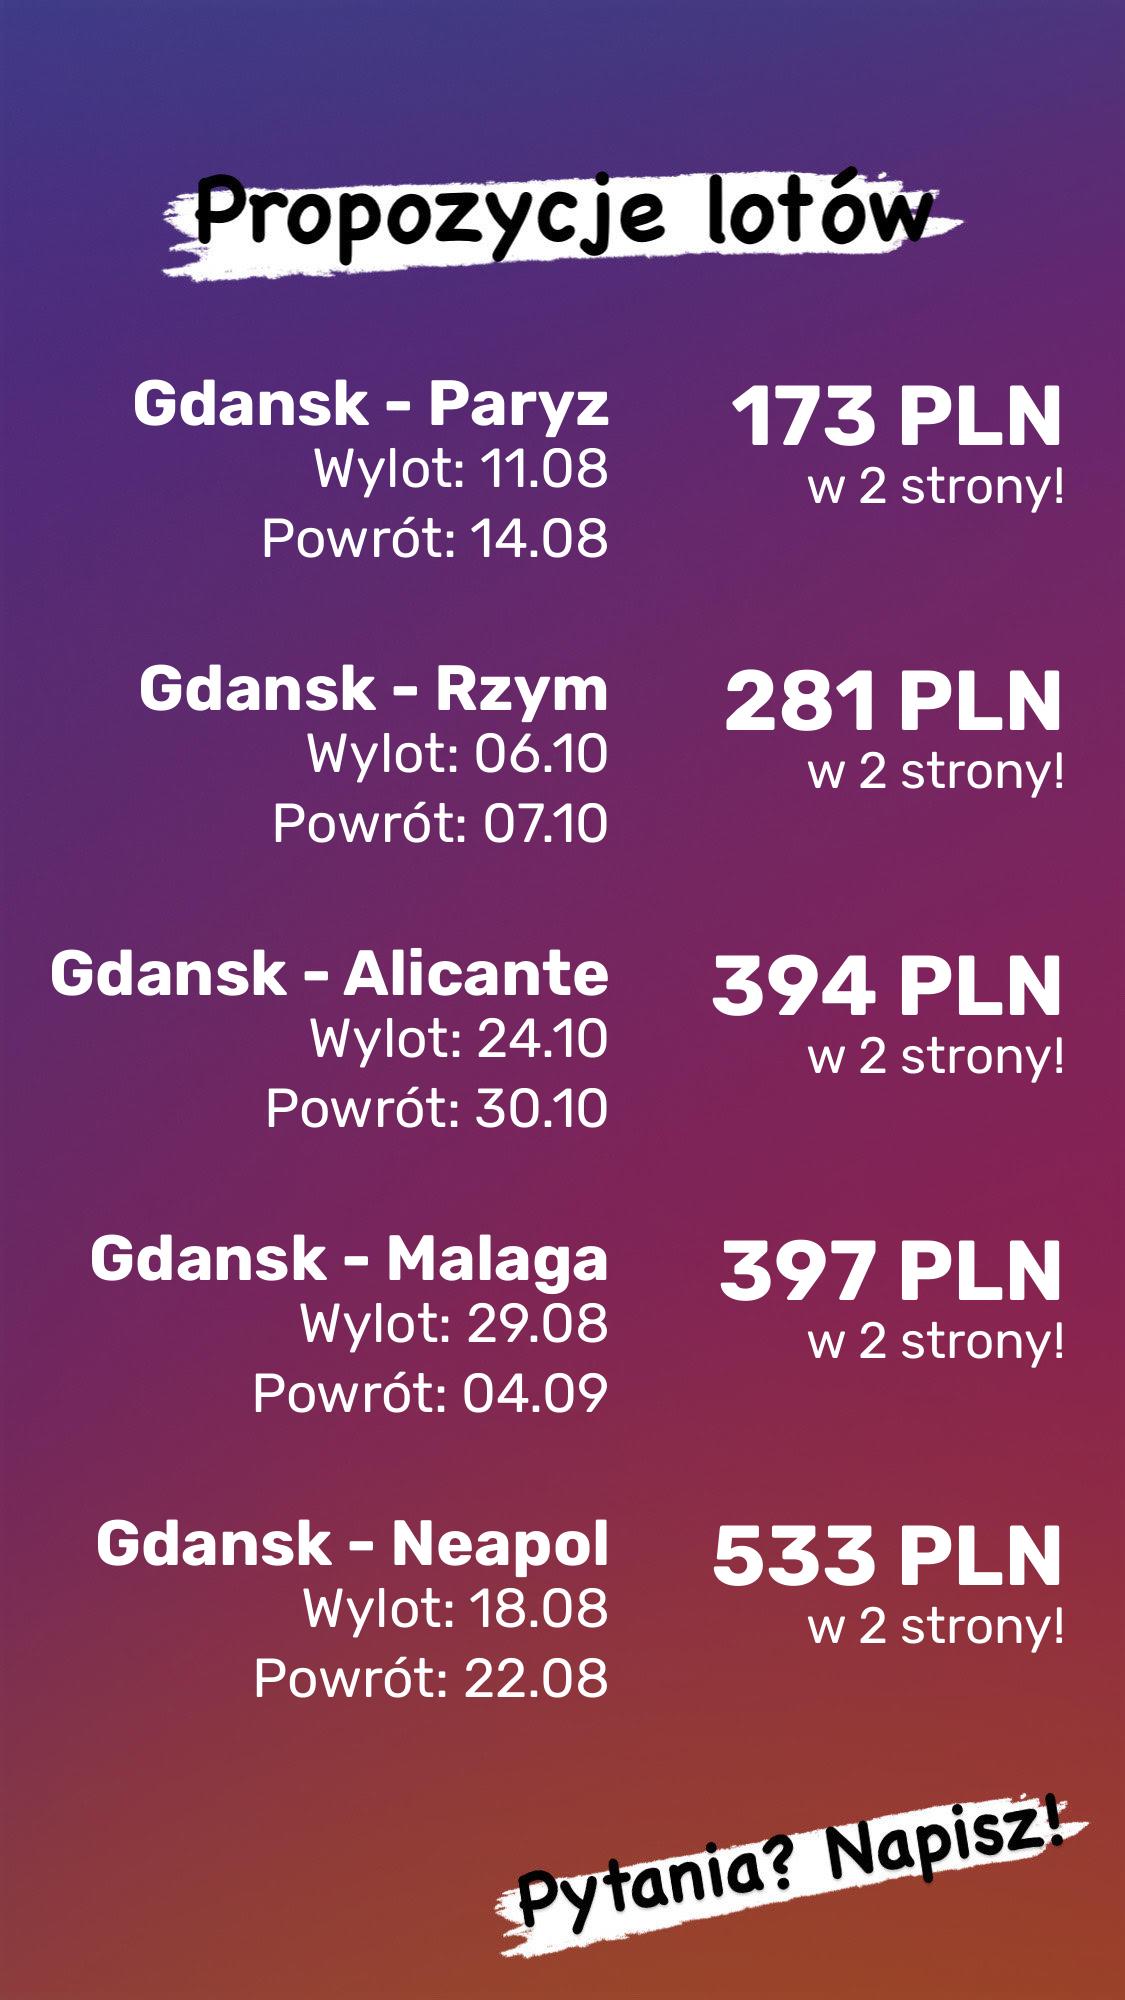 Propozycje lotów
Gdansk - Paryz
Wylot: 11.08
Powrót: 14.08
173 PLN
w 2 strony!
Gdansk - Rzym
Wylot: 06.10
Powrót: 07.10
281 PLN
w 2 strony!
Gdansk - Alicante
Wylot: 24.10
Powrót: 30.10
394 PLN
w 2 strony!
Gdansk - Malaga
Wylot: 29.08
Powrót: 04.09
397 PLN
w 2 strony!
Gdansk - Neapol
Wylot: 18.08
Powrót: 22.08
533 PLN
w 2 strony!
Pytania? Napisz!